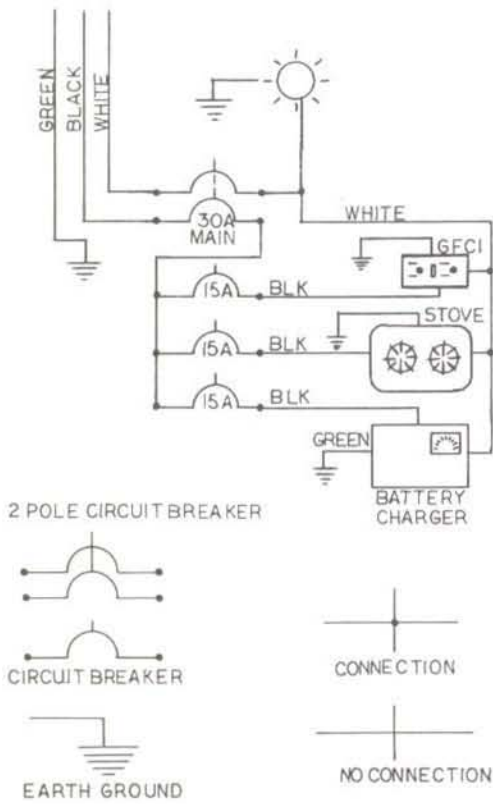 GREEN
BLACK
WHITE
30A
MAIN
WHITE
GFCI
15A
BLK
STOVE
15A
BLK
15A
BLK
GREEN
BATTERY
CHARGER
2 POLE CIRCUIT BREAKER
CIRCUIT BREAKER
CONNECTION
EARTH GROUND
NO CONNECTION